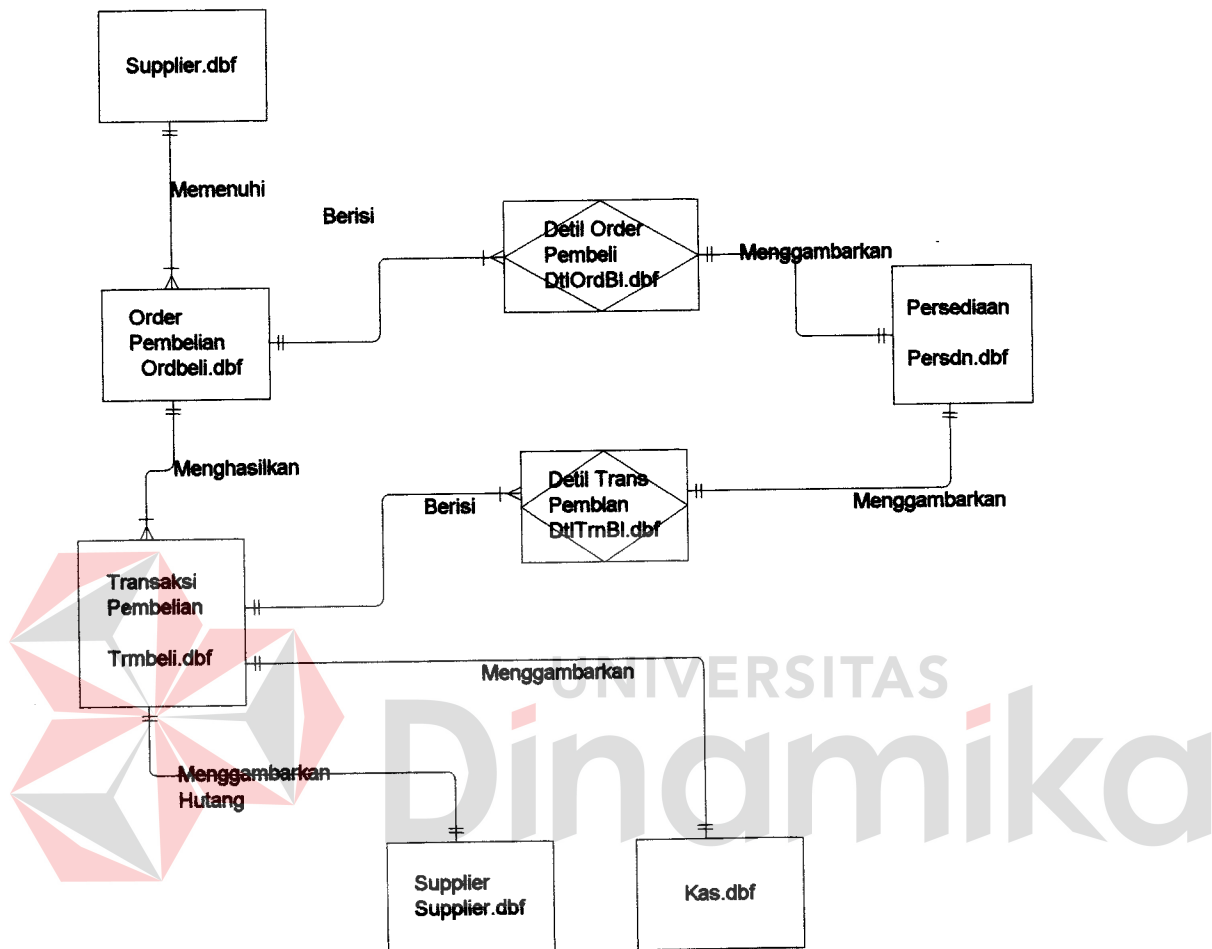 Supplier.dbf
Memenuhi
Berisi
Detil Order
Pembeli
DtlOrdBl.dbf
Menggambarkan
Persediaan
Persdn.dbf
Order
Pembelian
Ordbeli.dbf
Menghasilkan
Berisi
Detil Trans
Pemblan
DtlTrnBl.dbf
Menggambarkan
Transaksi
Pembelian
Trmbeli.dbf
Menggambarkan
UNIVERSITAS
Dinamika
Menggambarkan
Hutang
Supplier
Supplier.dbf
Kas.dbf